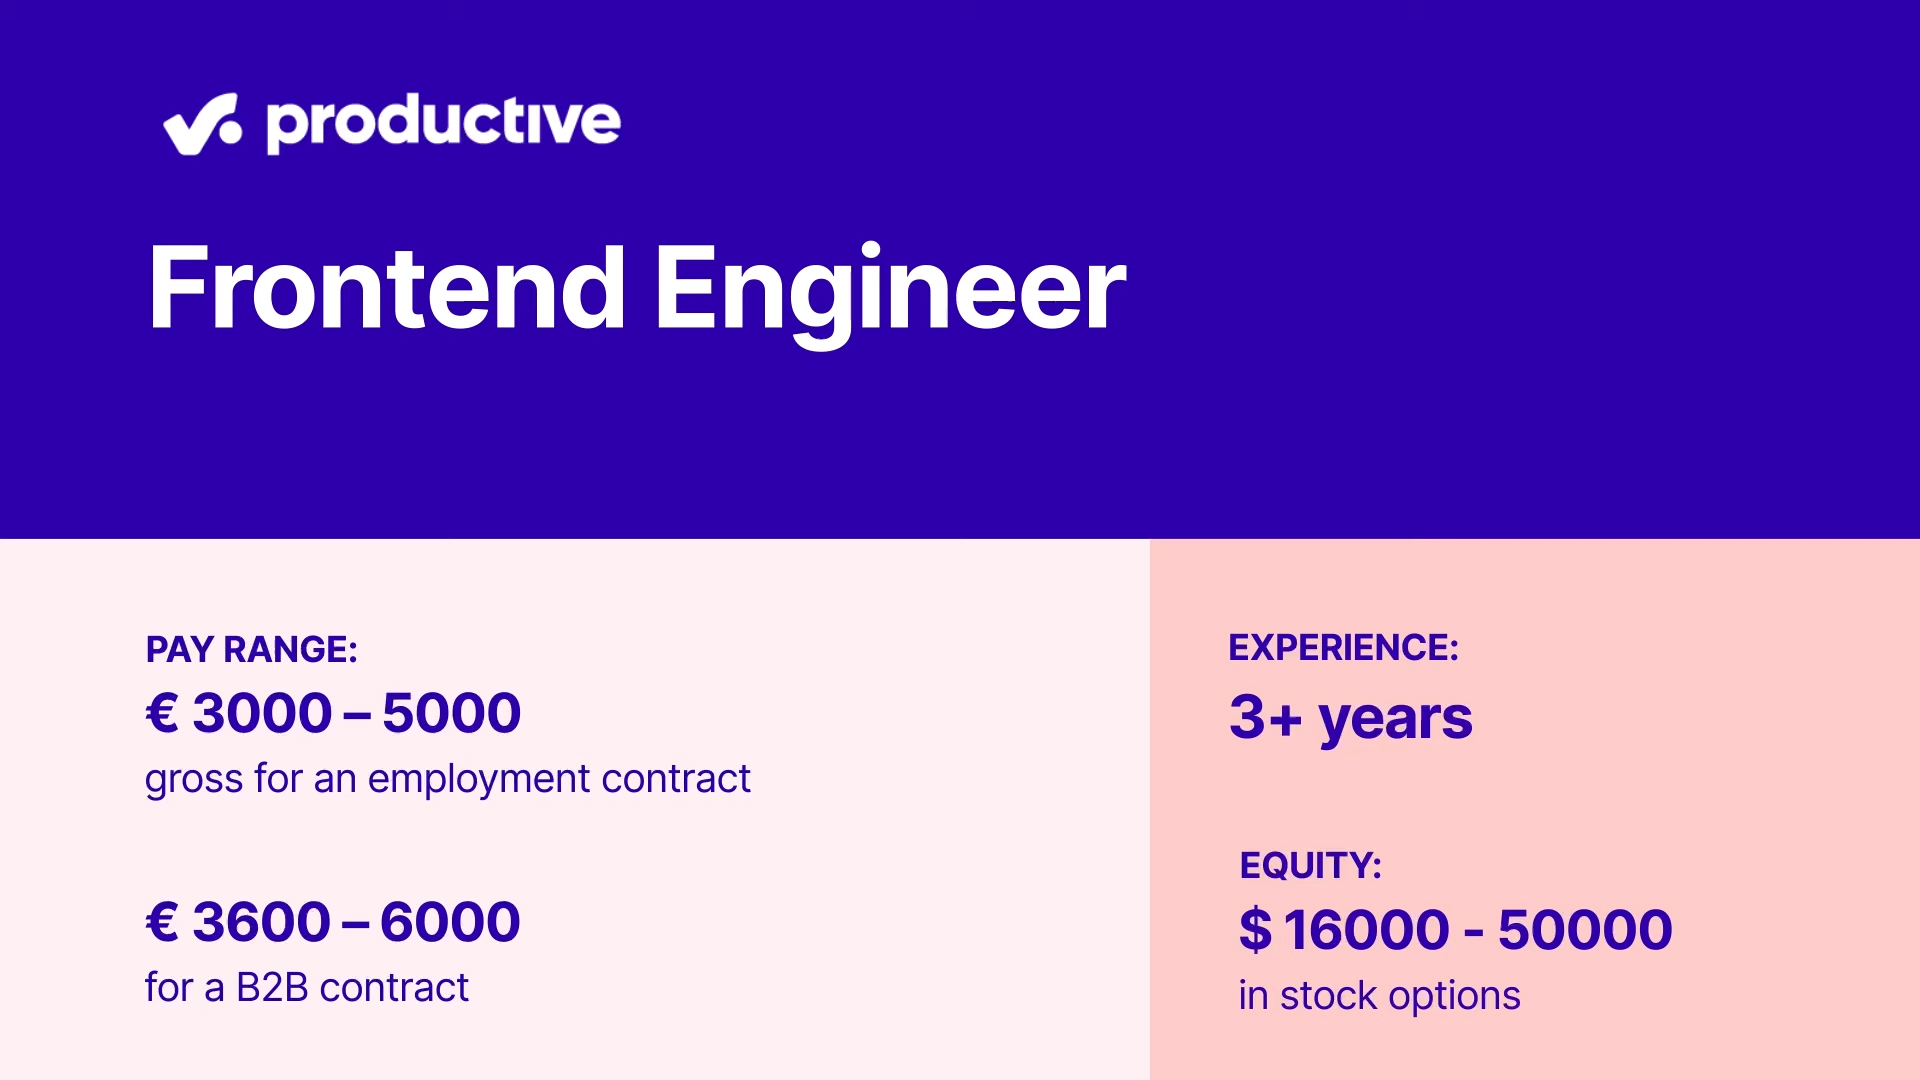 productive
Frontend Engineer
PAY RANGE:
€ 3000 – 5000
gross for an employment contract
€ 3600 – 6000
for a B2B contract
EXPERIENCE:
3+ years
EQUITY:
$ 16000 - 50000
in stock options